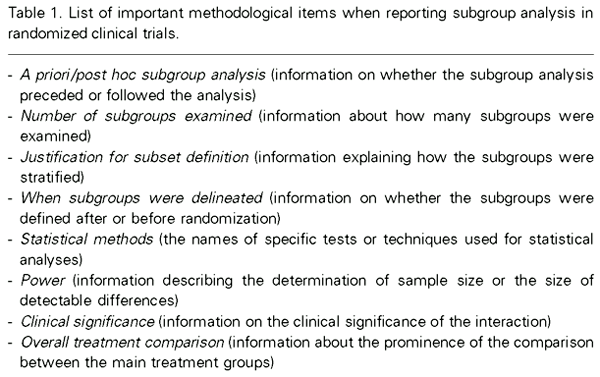 Table 1. List of important methodological items when reporting subgroup analysis in
randomized clinical trials.
- A priori/post hoc subgroup analysis (information on whether the subgroup analysis
preceded or followed the analysis)
- Number of subgroups examined (information about how many subgroups were
examined)
- Justification for subset definition (information explaining how the subgroups were
stratified)
- When subgroups were delineated (information on whether the subgroups were
defined after or before randomization)
- Statistical methods (the names of specific tests or techniques used for statistical
analyses)
- Power (information describing the determination of sample size or the size of
detectable differences)
- Clinical significance (information on the clinical significance of the interaction)
- Overall treatment comparison (information about the prominence of the comparison
between the main treatment groups)